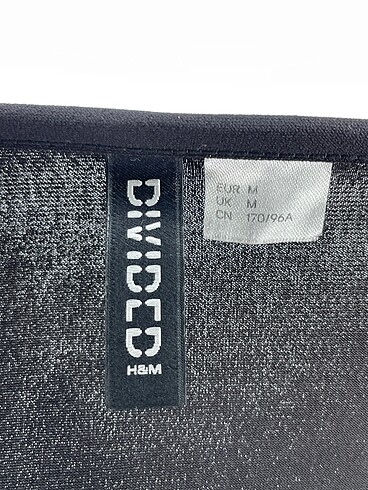 DIVIDED
H&M
EUR M
UK M
CN 170/96A